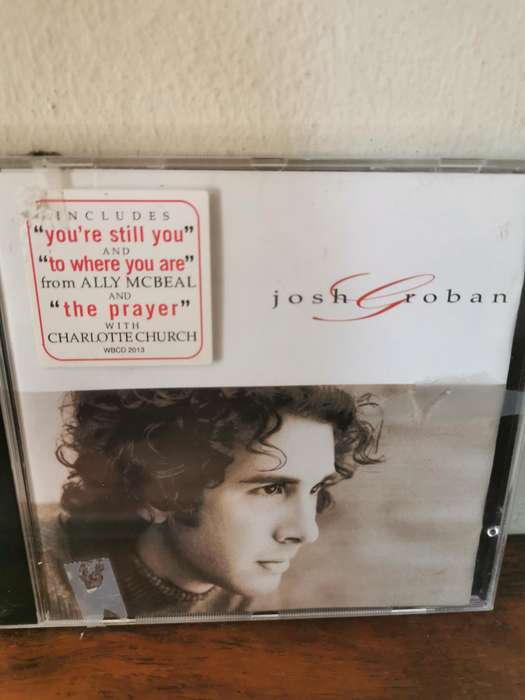 INCLUDES
"you're still you"
AND
"to where you are"
from ALLY MCBEAL
AND
"the prayer"
WITH
CHARLOTTE CHURCH
WBCD 2013
josh Groban